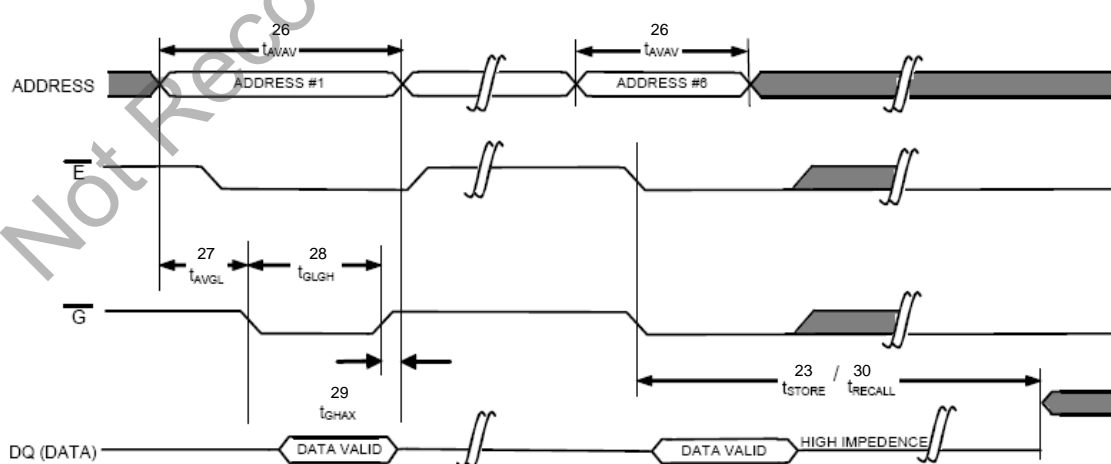 26
tAVAV
26
tAVAV
ADDRESS
ADDRESS #1
ADDRESS #6
E
27
tAVGL
28
tGLGH
G
29
tGHAX
23 / 30
tSTORE tRECALL
DQ (DATA)
DATA VALID
DATA VALID
HIGH IMPEDENCE
Not Reco